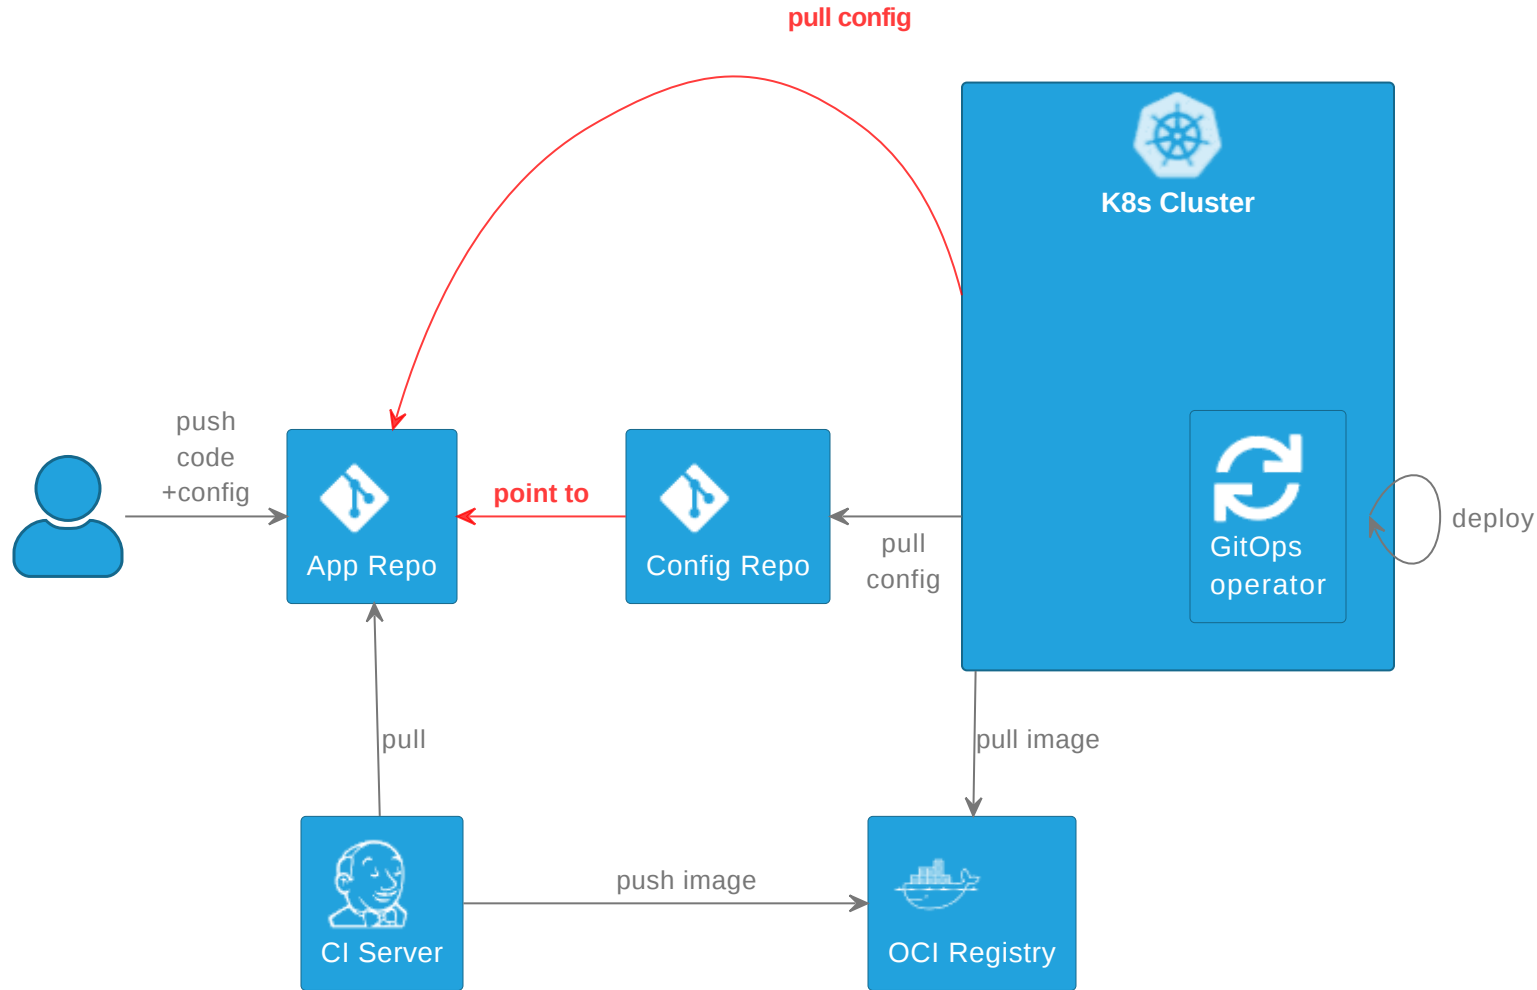 pull config
K8s Cluster
push
code
+config
point to
pull
config
App Repo
Config Repo
GitOps
operator
deploy
pull
pull image
push image
CI Server
OCI Registry